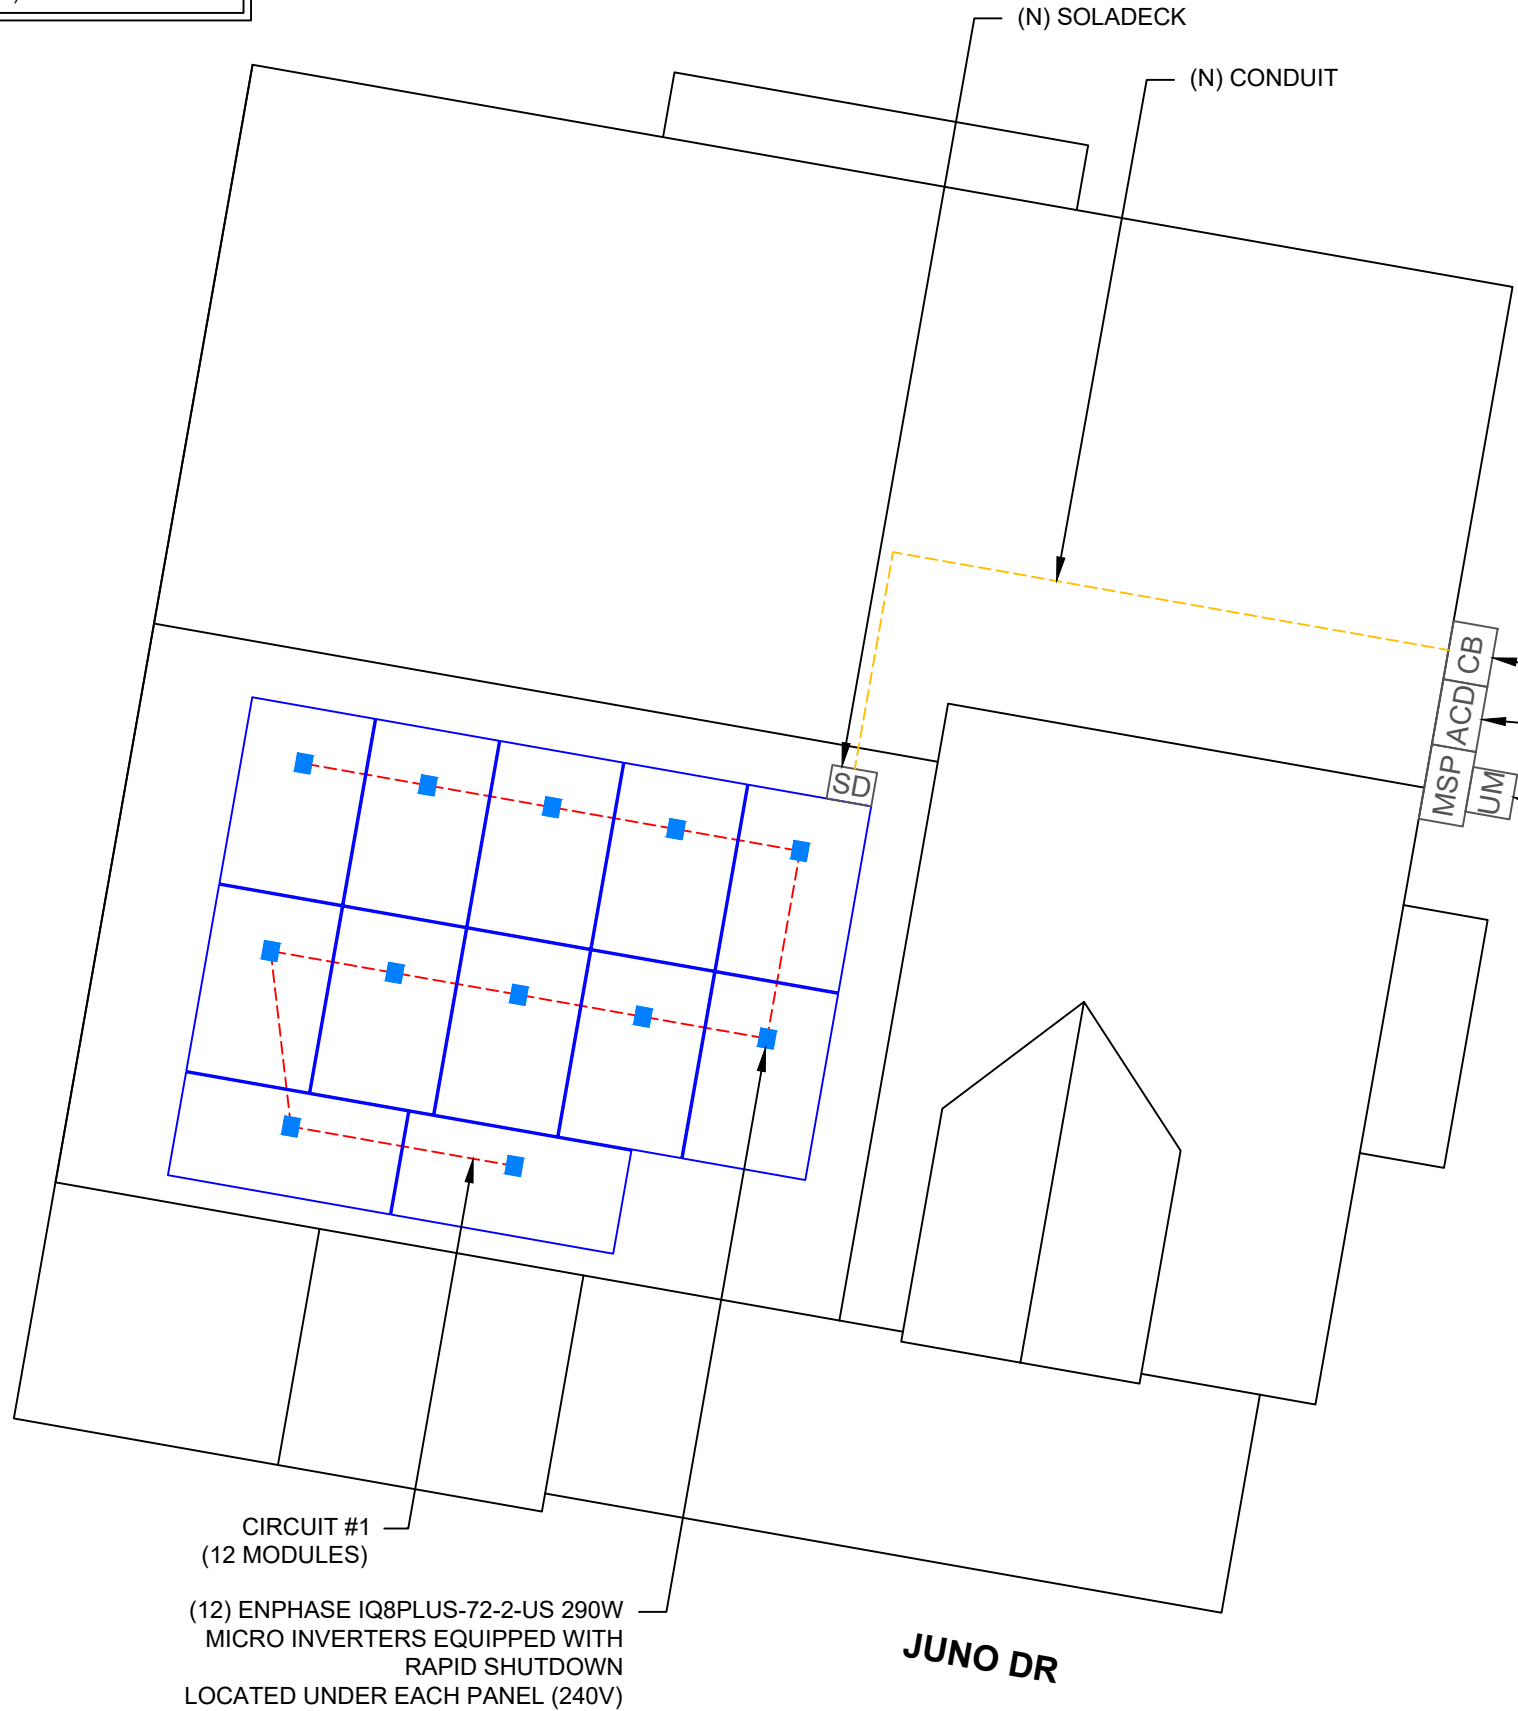 (N) SOLADECK
(N) CONDUIT
CB
ACD
MSP
UM
SD
CIRCUIT #1
(12 MODULES)
(12) ENPHASE IQ8PLUS-72-2-US 290W
MICRO INVERTERS EQUIPPED WITH
RAPID SHUTDOWN
LOCATED UNDER EACH PANEL (240V)
JUNO DR